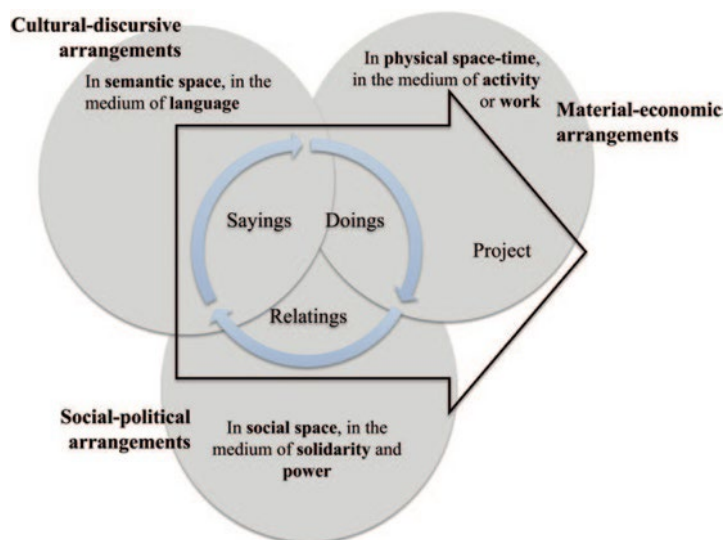 Cultural-discursive
arrangements
In semantic space, in the
medium of language
In physical space-time,
in the medium of activity
or work
Material-economic
arrangements
Sayings
Doings
Project
Relatings
Social-political
arrangements
In social space, in the
medium of solidarity and
power